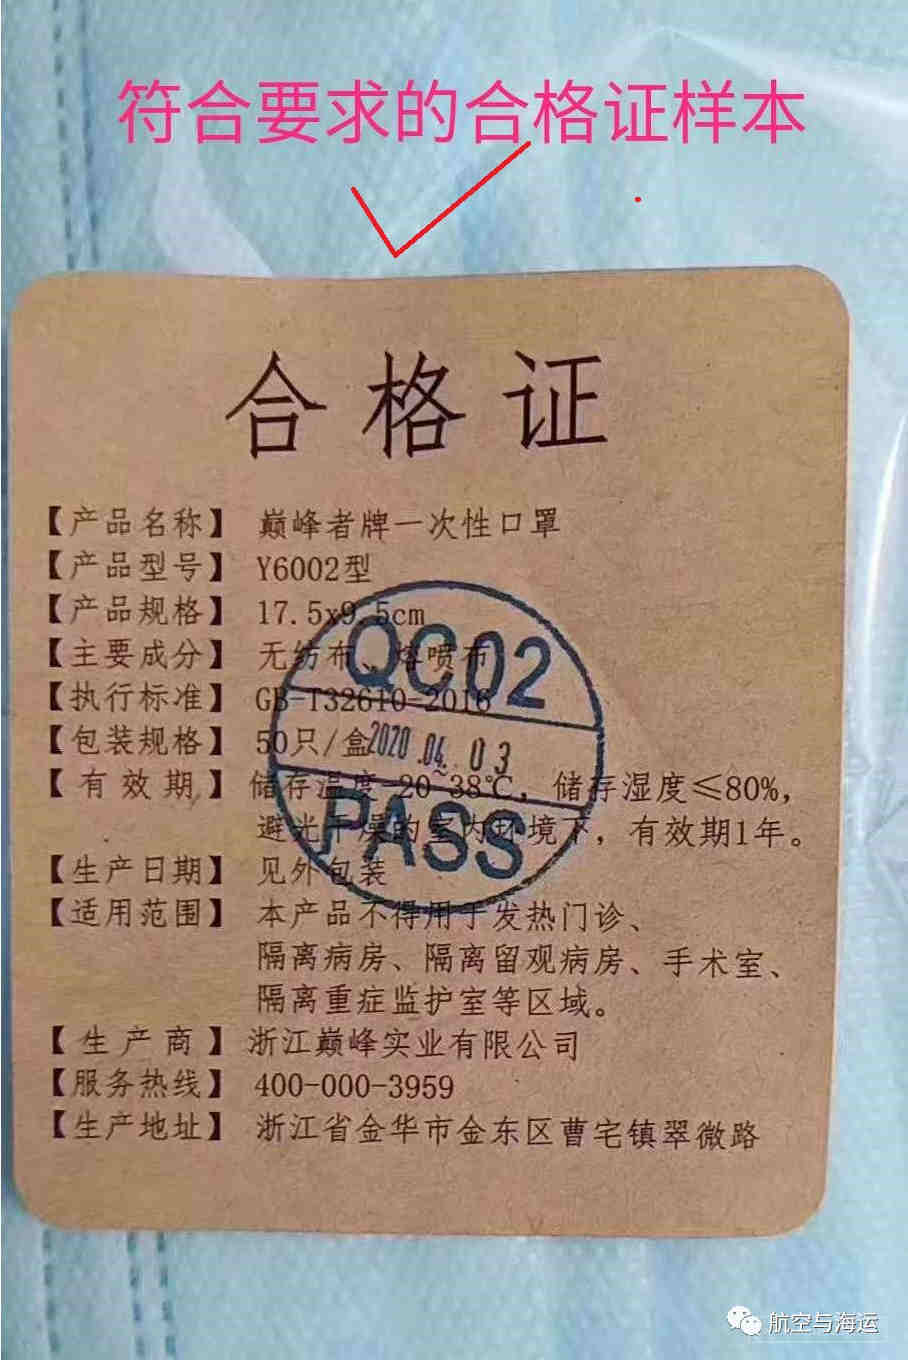 符合要求的合格证样本
合格证
【产品名称】 巅峰者牌一次性口罩
【产品型号】 Y6002型
【产品规格】 17.5x9.5cm
【主要成分】 无纺布、熔喷布
【执行标准】 GB-T32610-2016
【包装规格】 50只/盒
【有效期】 储存温度-20-38℃，储存湿度≤80%，
避光干燥的室内环境下，有效期1年。
【生产日期】 见外包装
【适用范围】 本产品不得用于发热门诊、
隔离病房、隔离留观病房、手术室、
隔离重症监护室等区域。
【生产商】 浙江巅峰实业有限公司
【服务热线】 400-000-3959
【生产地址】 浙江省金华市金东区曹宅镇翠微路
QC02
2020.04.03
PASS
航空与海运